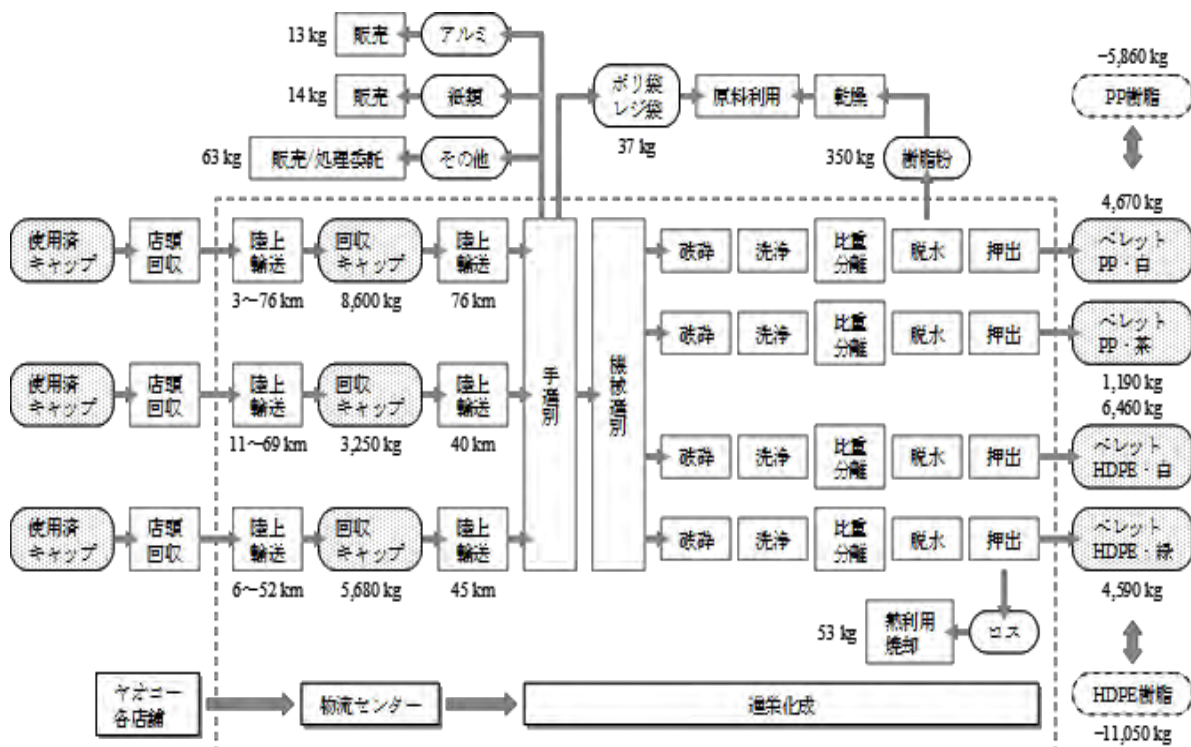 13 kg 販売 アルミ
14 kg 販売 紙類
63 kg 販売/処理委託 その他
ポリ袋
レジ袋
37 kg
原料利用 乾燥
350 kg 樹脂粉
−5,860 kg
PP樹脂
使用済
キャップ
店頭
回収
陸上
輸送
3～76 km
回収
キャップ
8,600 kg
陸上
輸送
76 km
使用済
キャップ
店頭
回収
陸上
輸送
11～69 km
回収
キャップ
3,250 kg
陸上
輸送
40 km
使用済
キャップ
店頭
回収
陸上
輸送
6～52 km
回収
キャップ
5,680 kg
陸上
輸送
45 km
手選別
機械選別
破砕 洗浄
比重
分離
脱水 押出
4,670 kg
ペレット
PP・白
破砕 洗浄
比重
分離
脱水 押出
ペレット
PP・茶
1,190 kg
6,460 kg
破砕 洗浄
比重
分離
脱水 押出
ペレット
HDPE・白
破砕 洗浄
比重
分離
脱水 押出
ペレット
HDPE・緑
4,590 kg
53 kg
熱利用
焼却
ロス
ヤオコー
各店舗
物流センター
進栄化成
HDPE樹脂
−11,050 kg